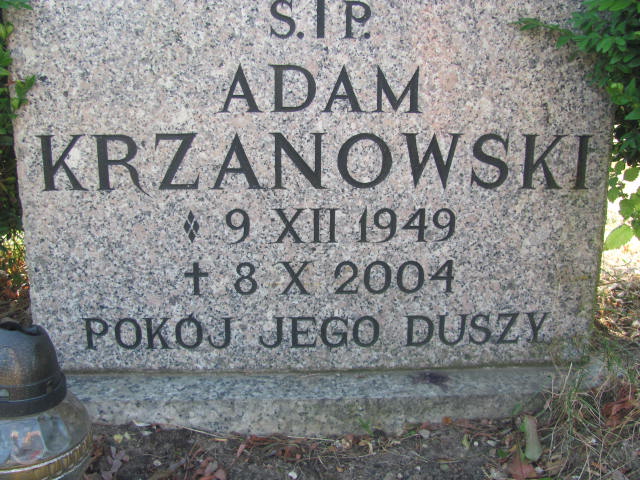 Ś.†P.
ADAM
KRZANOWSKI
⧫ 9 XII 1949
† 8 X 2004
POKÓJ JEGO DUSZY